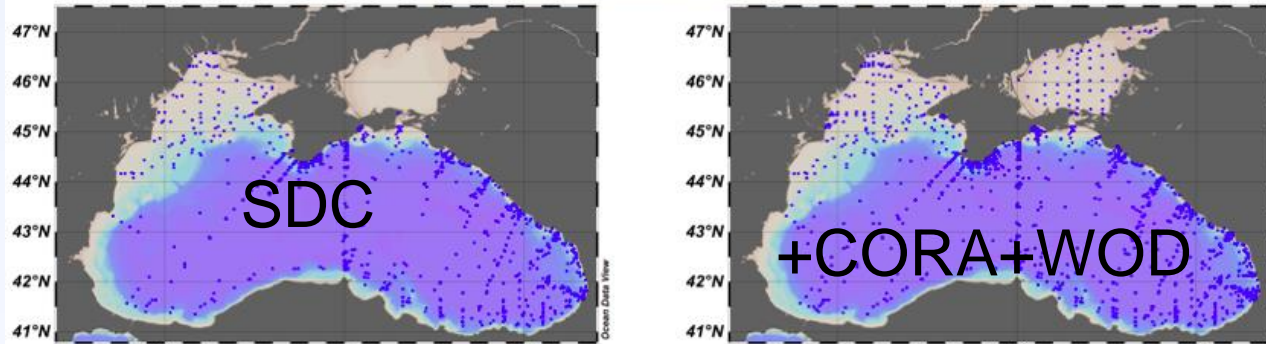 47°N
46°N
45°N
44°N
43°N
42°N
41°N
SDC
Ocean Data View
47°N
46°N
45°N
44°N
43°N
42°N
41°N
+CORA+WOD